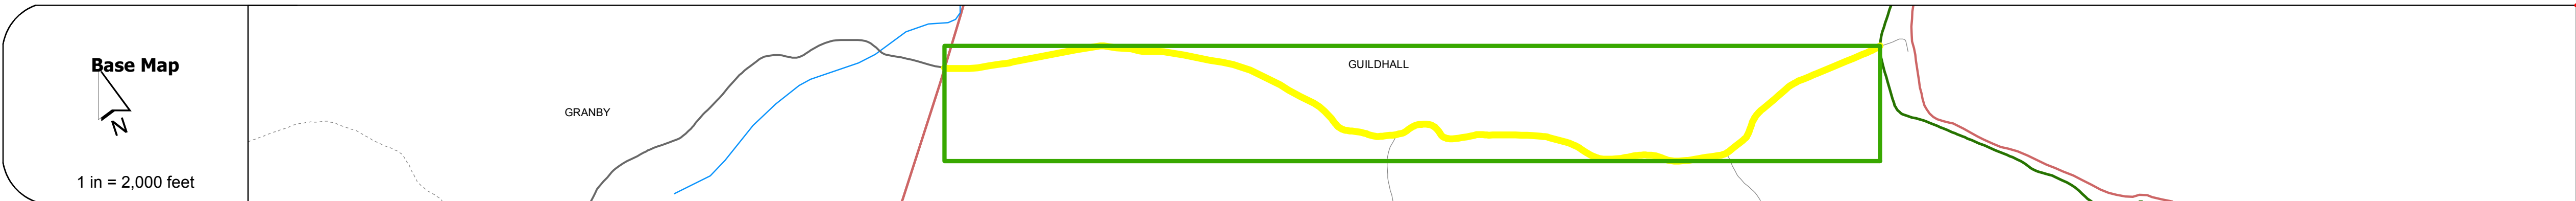 Base Map
N
1 in = 2,000 feet
GRANBY
GUILDHALL